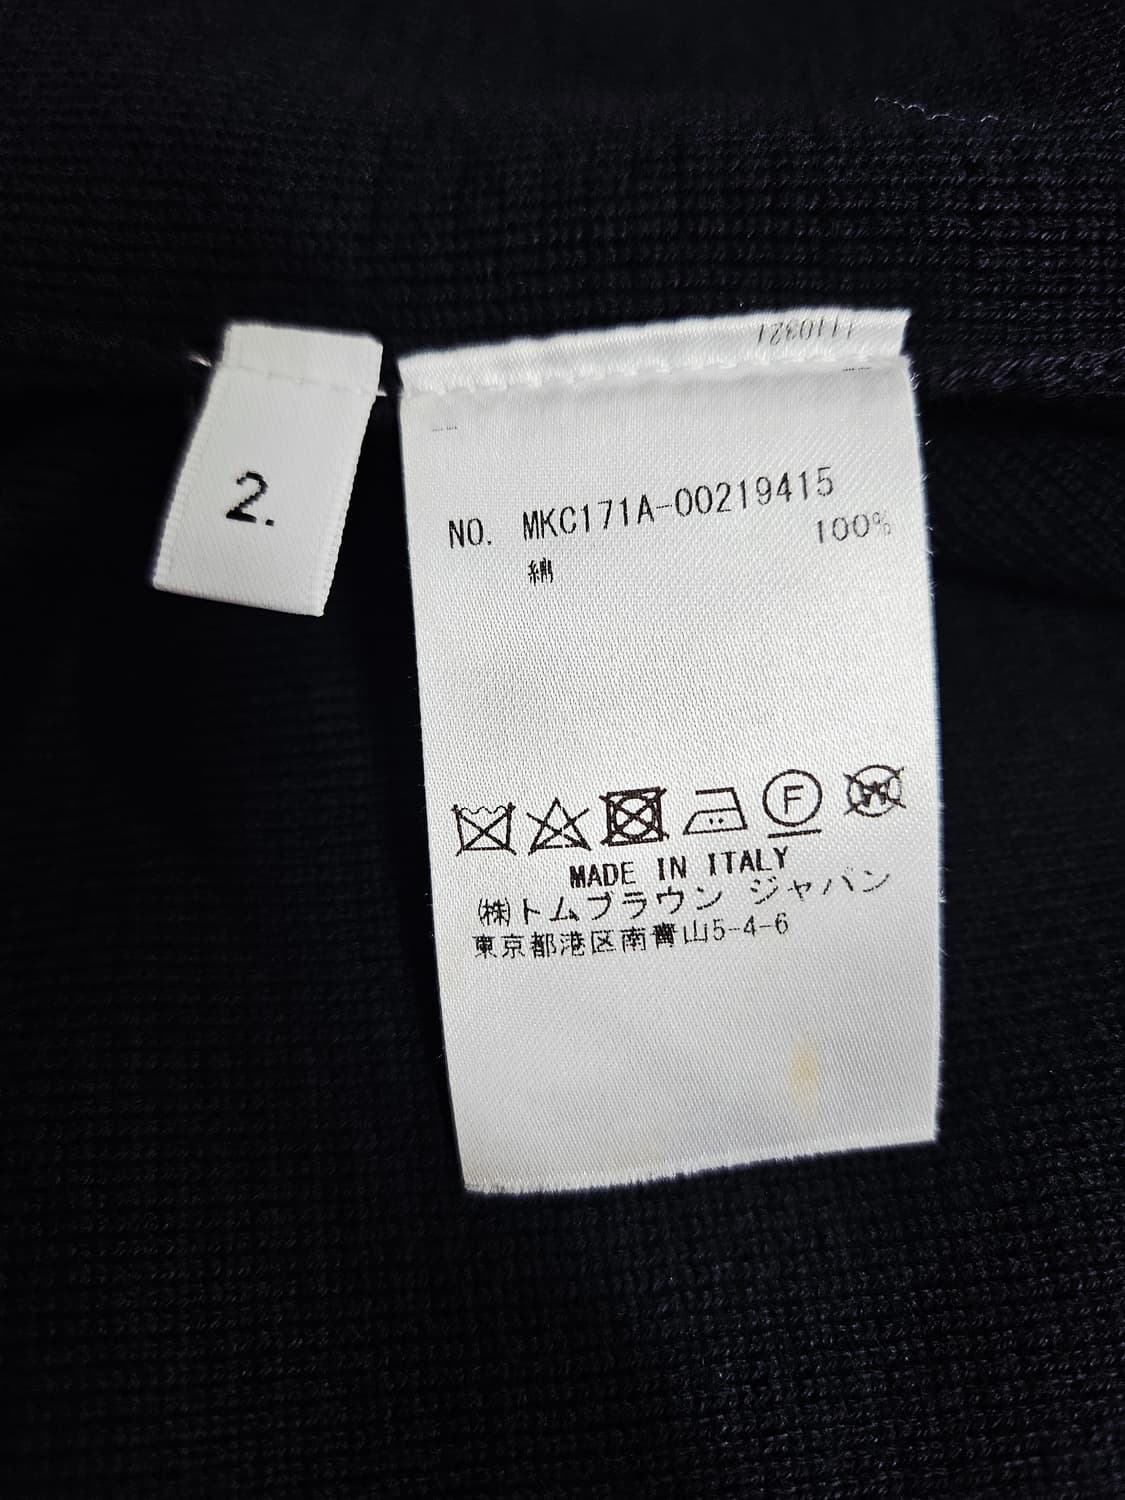 2.
1110321
NO. MKC171A-00219415
綿 100%
F
W
MADE IN ITALY
㈱トムブラウン ジャパン
東京都港区南青山5-4-6